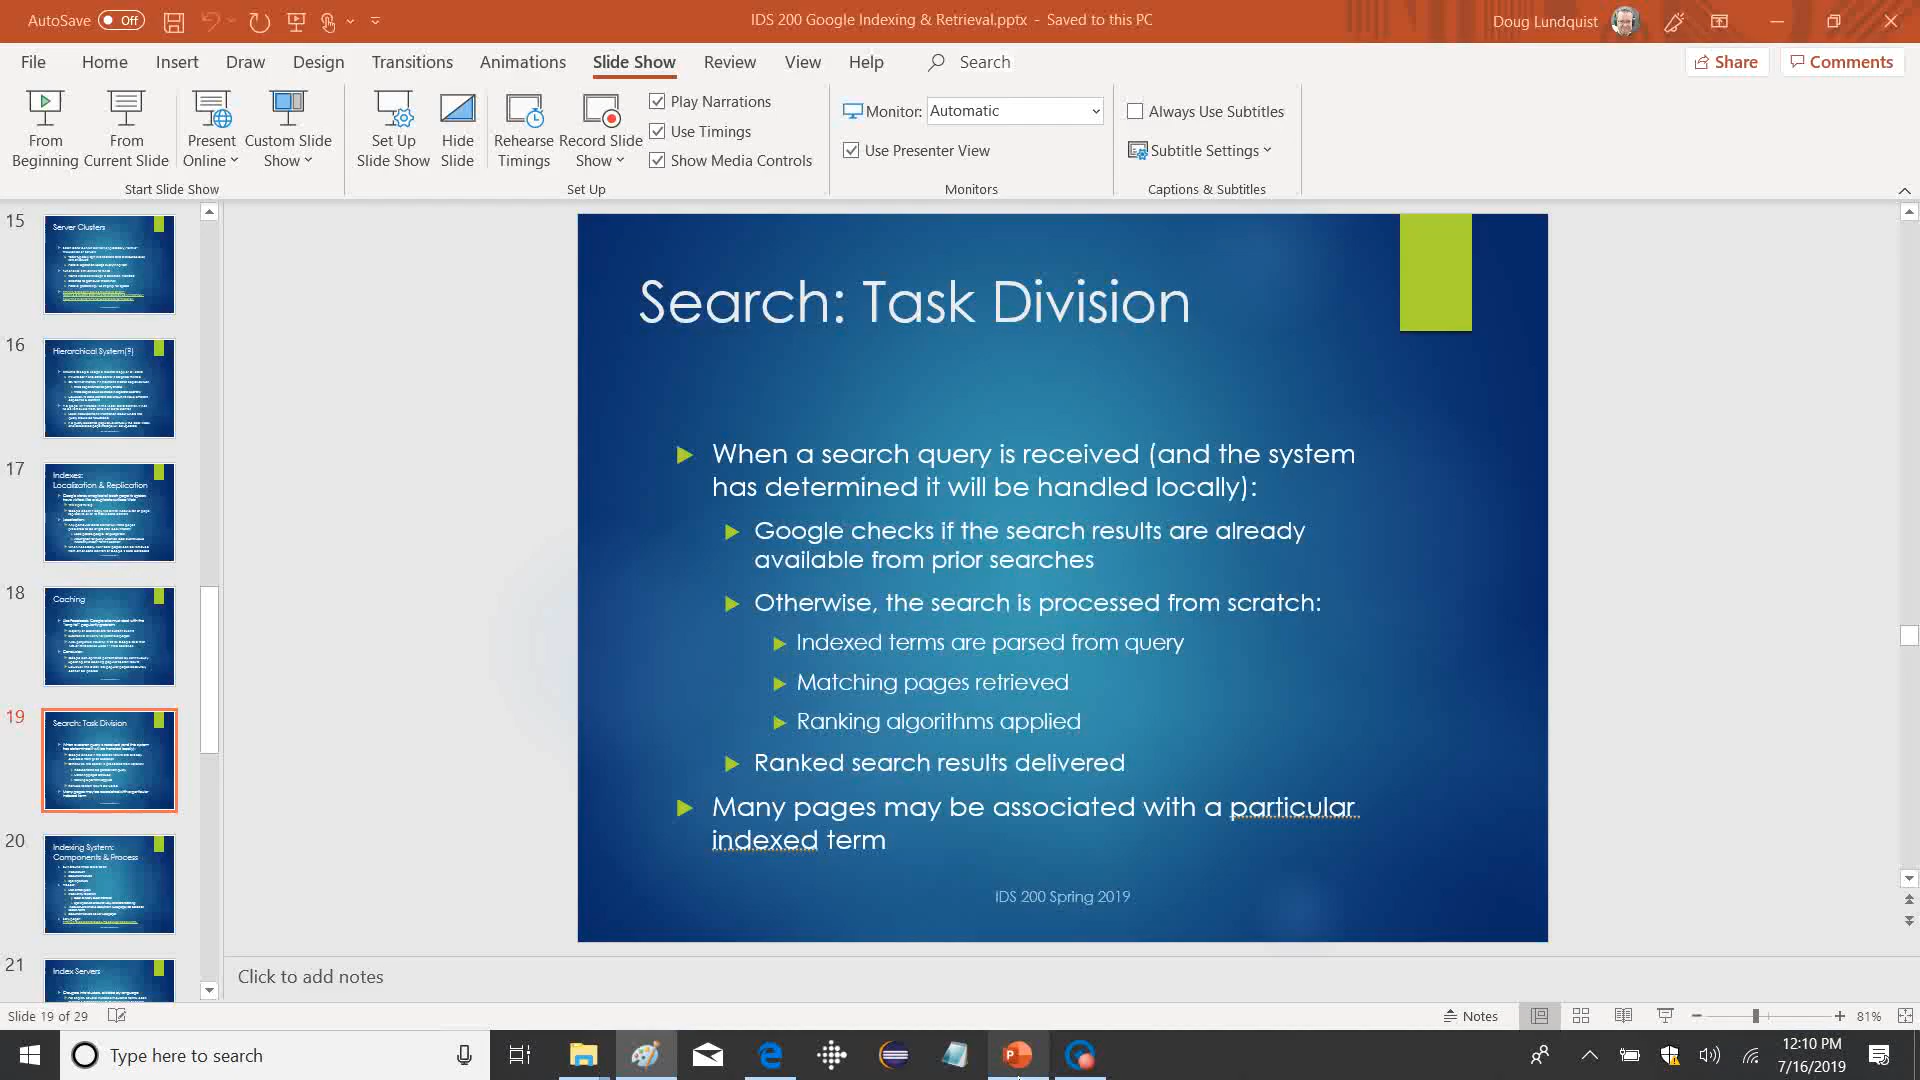 AutoSave Off
IDS 200 Google Indexing & Retrieval.pptx - Saved to this PC
Doug Lundquist
File Home Insert Draw Design Transitions Animations Slide Show Review View Help Search
Share Comments
From Beginning
From Current Slide
Present Online
Custom Slide Show
Start Slide Show
Set Up Slide Show
Hide Slide
Rehearse Timings
Record Slide Show
Play Narrations
Use Timings
Show Media Controls
Set Up
Monitor: Automatic
Use Presenter View
Monitors
Always Use Subtitles
Subtitle Settings
Captions & Subtitles
15
Server Clusters
16
Hierarchical System(?)
17
Indexes:
Localization & Replication
18
Caching
19
Search: Task Division
20
Indexing System:
Components & Process
21
Index Servers
Search: Task Division
When a search query is received (and the system
has determined it will be handled locally):
Google checks if the search results are already
available from prior searches
Otherwise, the search is processed from scratch:
Indexed terms are parsed from query
Matching pages retrieved
Ranking algorithms applied
Ranked search results delivered
Many pages may be associated with a particular
indexed term
IDS 200 Spring 2019
Click to add notes
Slide 19 of 29
Notes
81%
Type here to search
12:10 PM
7/16/2019